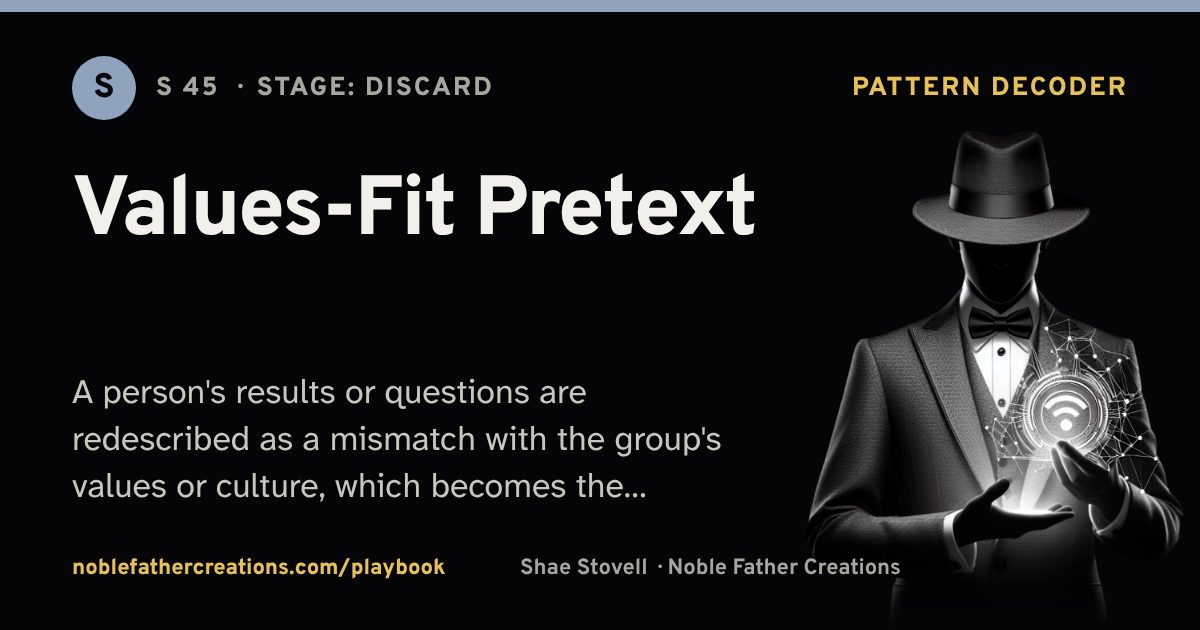 S
S 45 · STAGE: DISCARD
PATTERN DECODER
Values-Fit Pretext
A person's results or questions are
redescribed as a mismatch with the group's
values or culture, which becomes the...
noblefathercreations.com/playbook
Shae Stovell · Noble Father Creations